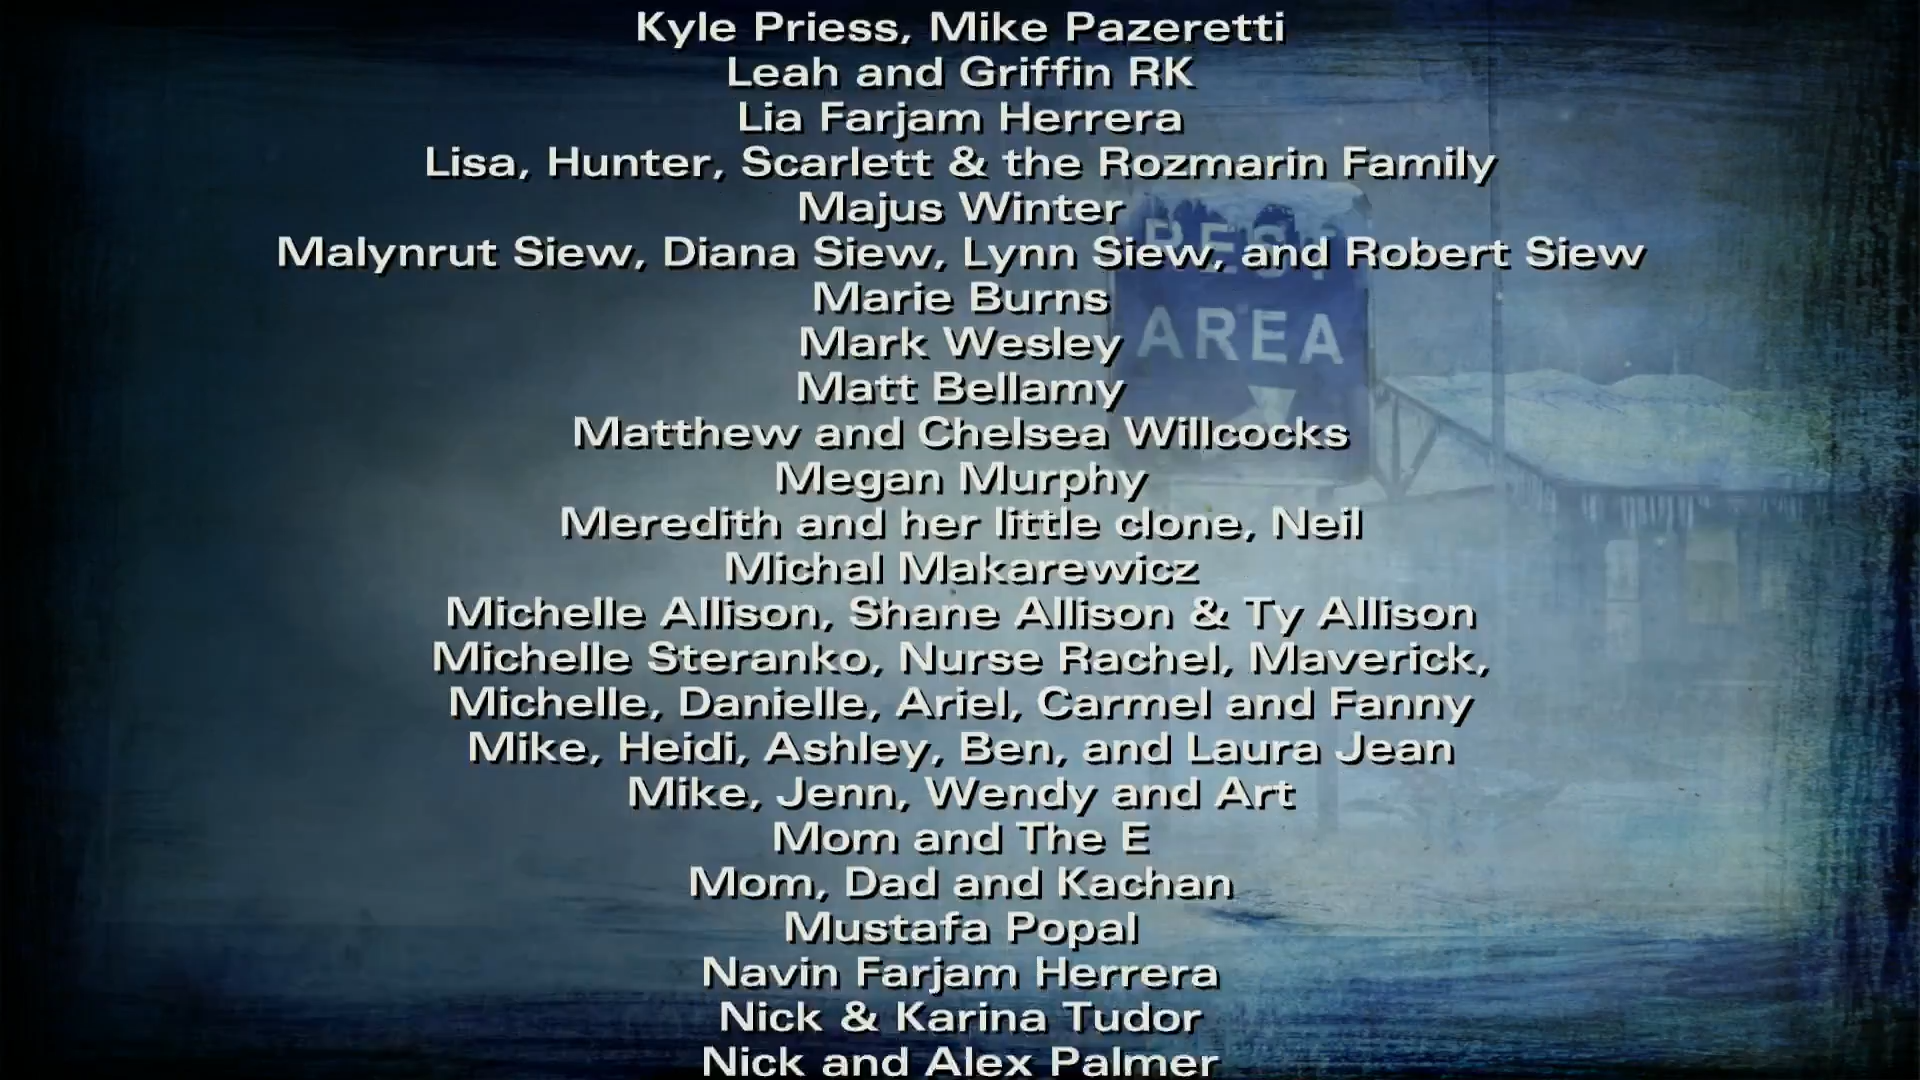 Kyle Priess, Mike Pazeretti
Leah and Griffin RK
Lia Farjam Herrera
Lisa, Hunter, Scarlett & the Rozmarin Family
Majus Winter
Malynrut Siew, Diana Siew, Lynn Siew, and Robert Siew
REST
Marie Burns
Mark Wesley
AREA
Matt Bellamy
Matthew and Chelsea Willcocks
Megan Murphy
Meredith and her little clone, Neil
Michal Makarewicz
Michelle Allison, Shane Allison & Ty Allison
Michelle Steranko, Nurse Rachel, Maverick,
Michelle, Danielle, Ariel, Carmel and Fanny
Mike, Heidi, Ashley, Ben, and Laura Jean
Mike, Jenn, Wendy and Art
Mom and The E
Mom, Dad and Kachan
Mustafa Popal
Navin Farjam Herrera
Nick & Karina Tudor
Nick and Alex Palmer